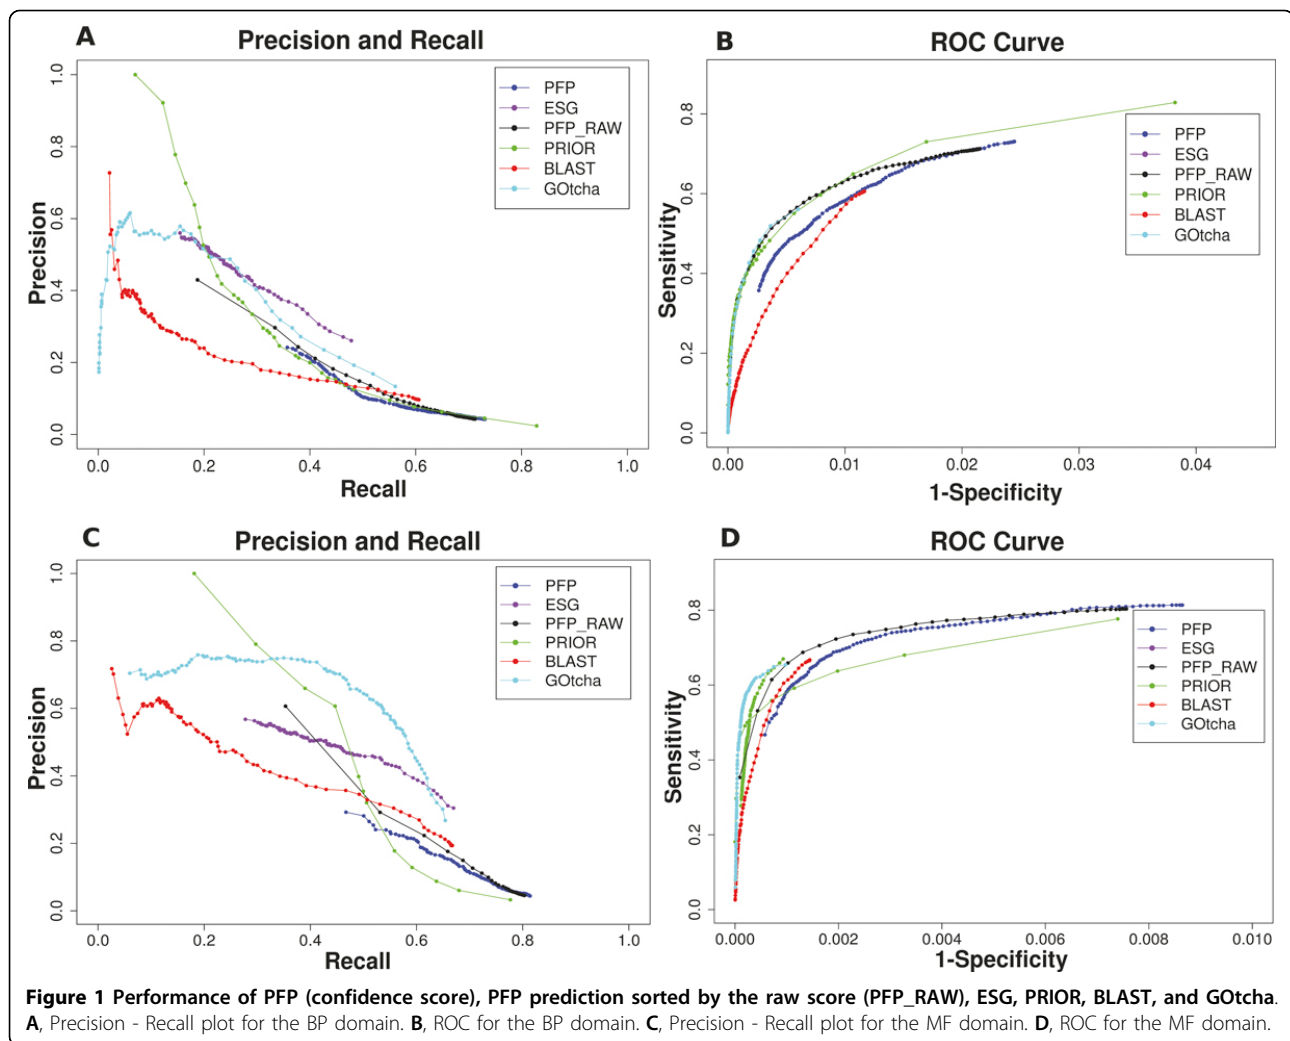 A
Precision and Recall
Precision
1.0
0.8
0.6
0.4
0.2
0.0
PFP
ESG
PFP_RAW
PRIOR
BLAST
GOtcha
0.0 0.2 0.4 0.6 0.8 1.0
Recall
B
ROC Curve
Sensitivity
0.8
0.6
0.4
0.2
0.0
PFP
ESG
PFP_RAW
PRIOR
BLAST
GOtcha
0.00 0.01 0.02 0.03 0.04
1-Specificity
C
Precision and Recall
Precision
1.0
0.8
0.6
0.4
0.2
0.0
PFP
ESG
PFP_RAW
PRIOR
BLAST
GOtcha
0.0 0.2 0.4 0.6 0.8 1.0
Recall
D
ROC Curve
Sensitivity
0.8
0.6
0.4
0.2
0.0
PFP
ESG
PFP_RAW
PRIOR
BLAST
GOtcha
0.000 0.002 0.004 0.006 0.008 0.010
1-Specificity
Figure 1 Performance of PFP (confidence score), PFP prediction sorted by the raw score (PFP_RAW), ESG, PRIOR, BLAST, and GOtcha.
A, Precision - Recall plot for the BP domain. B, ROC for the BP domain. C, Precision - Recall plot for the MF domain. D, ROC for the MF domain.